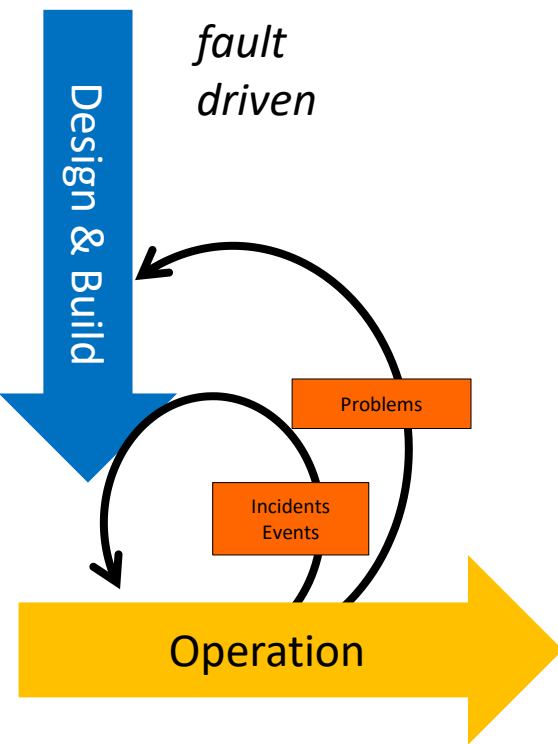 fault
driven
Design & Build
Problems
Incidents
Events
Operation